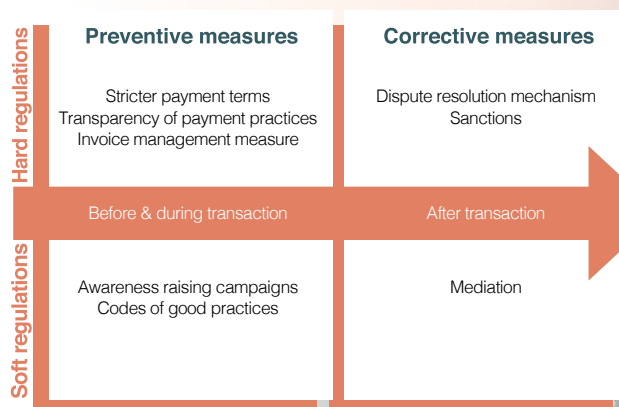 Preventive measures
Corrective measures
Hard regulations
Stricter payment terms
Transparency of payment practices
Invoice management measure
Dispute resolution mechanism
Sanctions
Before & during transaction
After transaction
Soft regulations
Awareness raising campaigns
Codes of good practices
Mediation